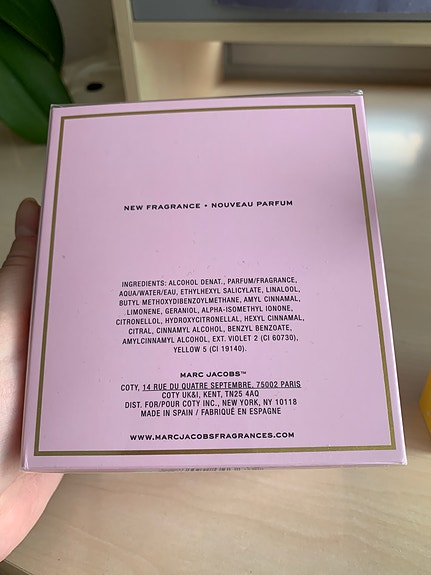 NEW FRAGRANCE • NOUVEAU PARFUM
INGREDIENTS: ALCOHOL DENAT., PARFUM/FRAGRANCE,
AQUA/WATER/EAU, ETHYLHEXYL SALICYLATE, LINALOOL,
BUTYL METHOXYDIBENZOYLMETHANE, AMYL CINNAMAL,
LIMONENE, GERANIOL, ALPHA-ISOMETHYL IONONE,
CITRONELLOL, HYDROXYCITRONELLAL, HEXYL CINNAMAL,
CITRAL, CINNAMYL ALCOHOL, BENZYL BENZOATE,
AMYLCINNAMYL ALCOHOL, EXT. VIOLET 2 (CI 60730),
YELLOW 5 (CI 19140).
MARC JACOBS™
COTY, 14 RUE DU QUATRE SEPTEMBRE, 75002 PARIS
COTY UK&I, KENT, TN25 4AQ
DIST. FOR/POUR COTY INC., NEW YORK, NY 10118
MADE IN SPAIN / FABRIQUÉ EN ESPAGNE
WWW.MARCJACOBSFRAGRANCES.COM